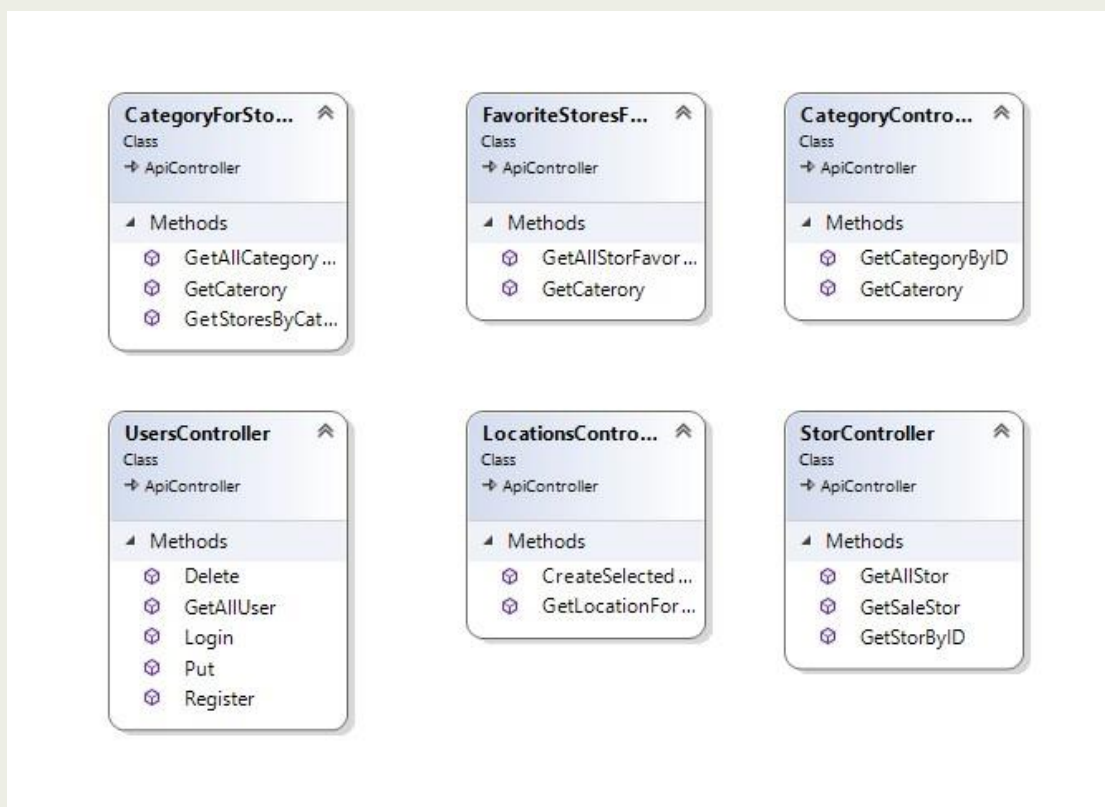 CategoryForSto...
Class
ApiController
Methods
GetAllCategory...
GetCaterory
GetStoresByCat...
FavoriteStoresF...
Class
ApiController
Methods
GetAllStorFavor...
GetCaterory
CategoryContro...
Class
ApiController
Methods
GetCategoryByID
GetCaterory
UsersController
Class
ApiController
Methods
Delete
GetAllUser
Login
Put
Register
LocationsContro...
Class
ApiController
Methods
CreateSelected...
GetLocationFor...
StorController
Class
ApiController
Methods
GetAllStor
GetSaleStor
GetStorByID